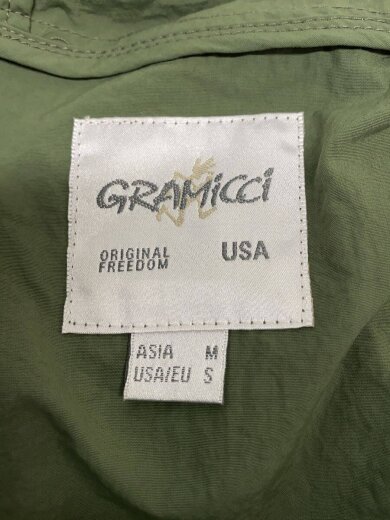 GRAMiCCi
ORIGINAL FREEDOM USA
ASIA M
USA/EU S